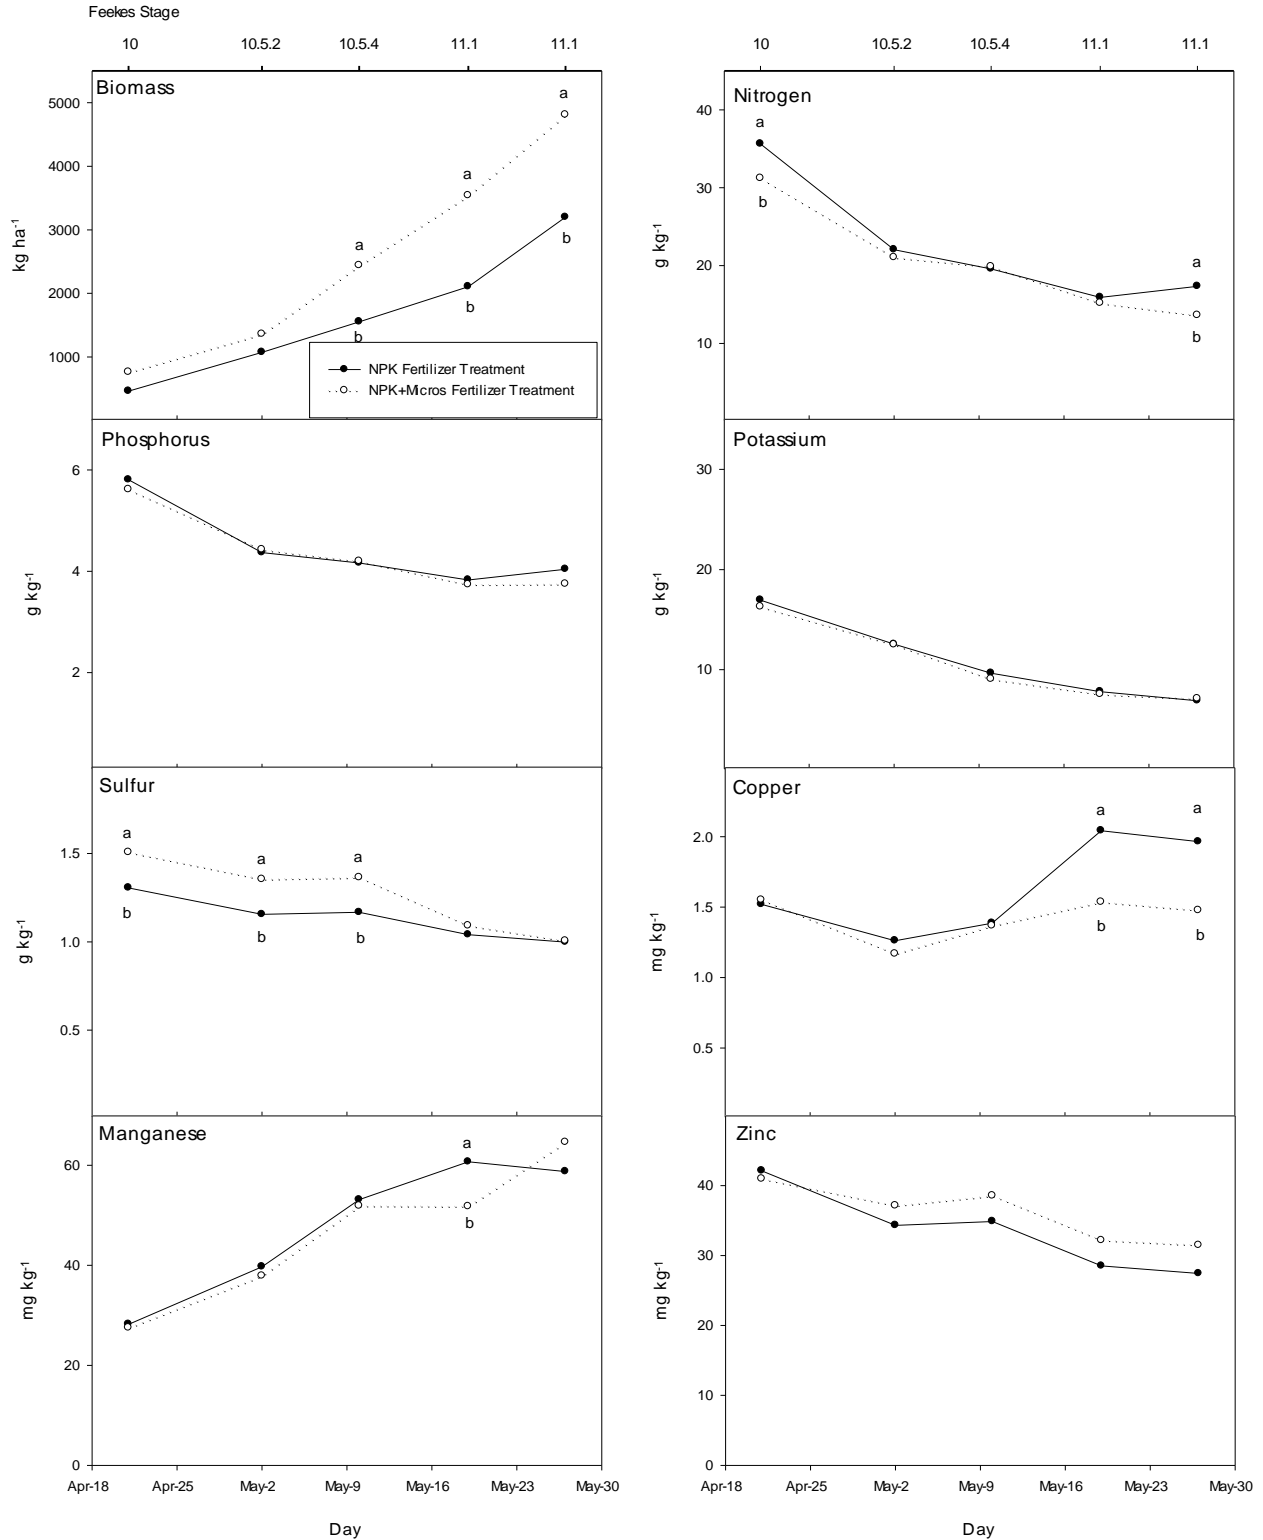 Feekes Stage
10 10.5.2 10.5.4 11.1 11.1
10 10.5.2 10.5.4 11.1 11.1
Biomass
5000
4000
3000
2000
1000
kg ha-1
a
a
a
b
b
b
NPK Fertilizer Treatment
NPK+Micros Fertilizer Treatment
Nitrogen
40
30
20
10
g kg-1
a
b
a
b
Phosphorus
6
4
2
g kg-1
Potassium
30
20
10
g kg-1
Sulfur
1.5
1.0
0.5
g kg-1
a
a
a
b
b
b
Copper
2.0
1.5
1.0
0.5
mg kg-1
a
a
b
b
Manganese
60
40
20
0
mg kg-1
a
b
Apr-18 Apr-25 May-2 May-9 May-16 May-23 May-30
Day
Zinc
40
30
20
10
0
mg kg-1
Apr-18 Apr-25 May-2 May-9 May-16 May-23 May-30
Day